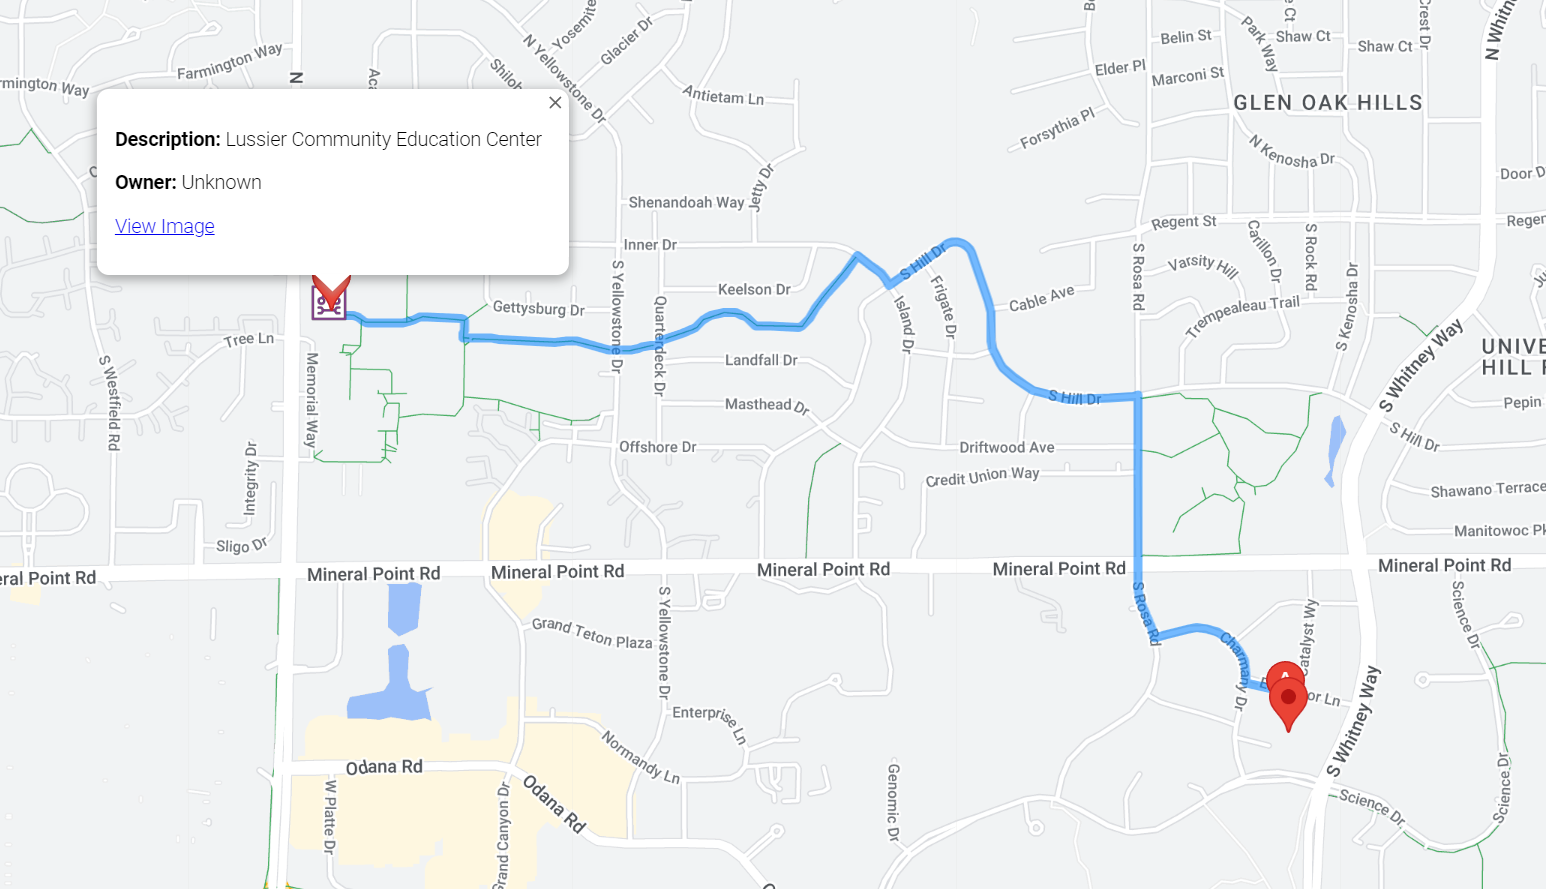 Yosemite
Glacier Dr
N Yellowstone Dr
Shiloh
N
Farmington Way
rmington Way
Aca
Antietam Ln
Belin St
Elder Pl
Marconi St
Park Way
e Ct
Shaw Ct
Shaw Ct
Crest Dr
N Whitn
GLEN OAK HILLS
Forsythia Pl
N Kenosha Dr
Door D
Description: Lussier Community Education Center
Owner: Unknown
View Image
Jetty Dr
Shenandoah Way
Inner Dr
Regent St
Regen
S Hill Dr
S Rosa Rd
Varsity Hill
Carillon Dr
S Rock Rd
Keelson Dr
Cable Ave
Frigate Dr
Island Dr
Trempealeau Trail
S Kenosha Dr
Gettysburg Dr
S Yellowstone Dr
Quarterdeck Dr
Tree Ln
Landfall Dr
UNIVE
HILL F
S Whitney Way
S Westfield Rd
Memorial Way
Masthead Dr
S Hill Dr
Pepin
S Hill Dr
Offshore Dr
Driftwood Ave
Credit Union Way
Integrity Dr
Shawano Terrace
Manitowoc Pk
Sligo Dr
eral Point Rd
Mineral Point Rd
Mineral Point Rd
Mineral Point Rd
Mineral Point Rd
Mineral Point Rd
S Rosa Rd
Catalyst Wy
Science Dr
Grand Teton Plaza
S Yellowstone Dr
Charmany Dr
A
or Ln
S Whitney Way
Enterprise Ln
Normandy Ln
Odana Rd
Odana Rd
W Platte Dr
Grand Canyon Dr
Genomic Dr
Science Dr
Science Dr